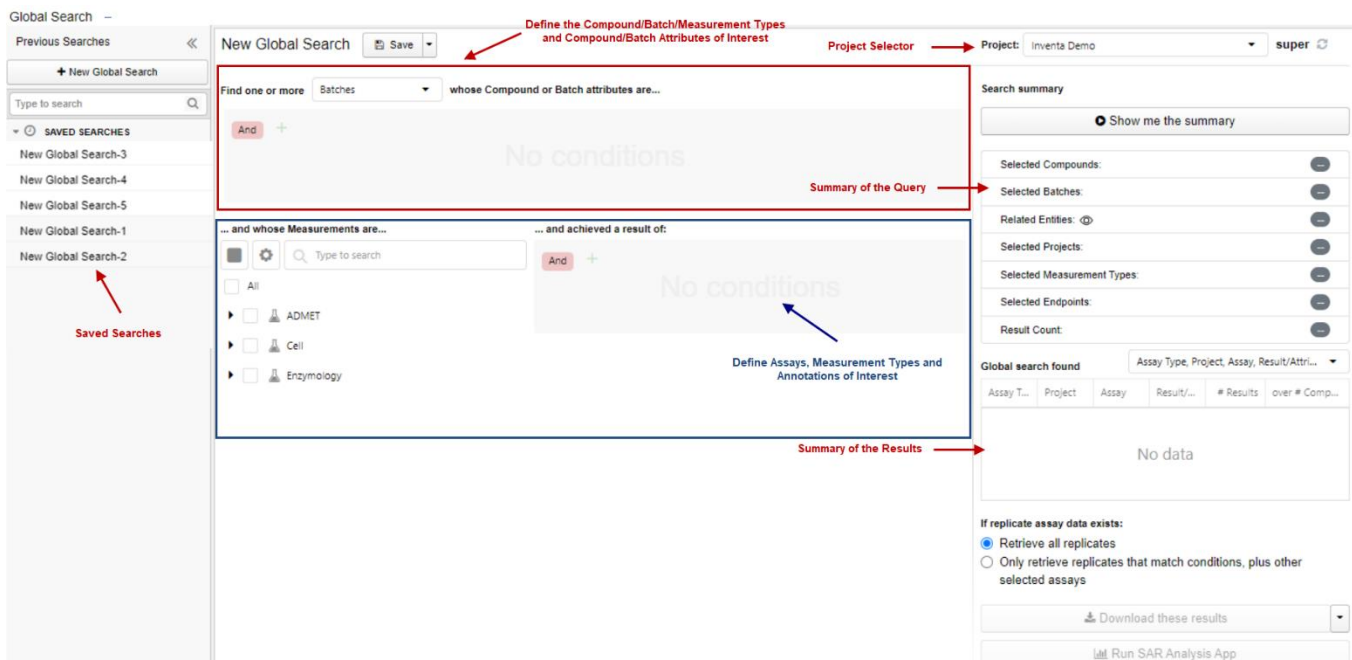 Global Search –
Previous Searches
+ New Global Search
Type to search
SAVED SEARCHES
New Global Search-3
New Global Search-4
New Global Search-5
New Global Search-1
New Global Search-2
Saved Searches
New Global Search
Save
Define the Compound/Batch/Measurement Types
and Compound/Batch Attributes of Interest
Find one or more Batches whose Compound or Batch attributes are...
And +
No conditions
... and whose Measurements are...
Type to search
All
ADMET
Cell
Enzymology
... and achieved a result of:
And +
No conditions
Define Assays, Measurement Types and
Annotations of Interest
Project Selector
Project: Inventa Demo super
Search summary
Show me the summary
Summary of the Query
Selected Compounds: --
Selected Batches: --
Related Entities: --
Selected Projects: --
Selected Measurement Types: --
Selected Endpoints: --
Result Count: --
Global search found Assay Type, Project, Assay, Result/Attri...
Assay T... Project Assay Result/... # Results over # Comp...
Summary of the Results
No data
If replicate assay data exists:
Retrieve all replicates
Only retrieve replicates that match conditions, plus other
selected assays
Download these results
Run SAR Analysis App